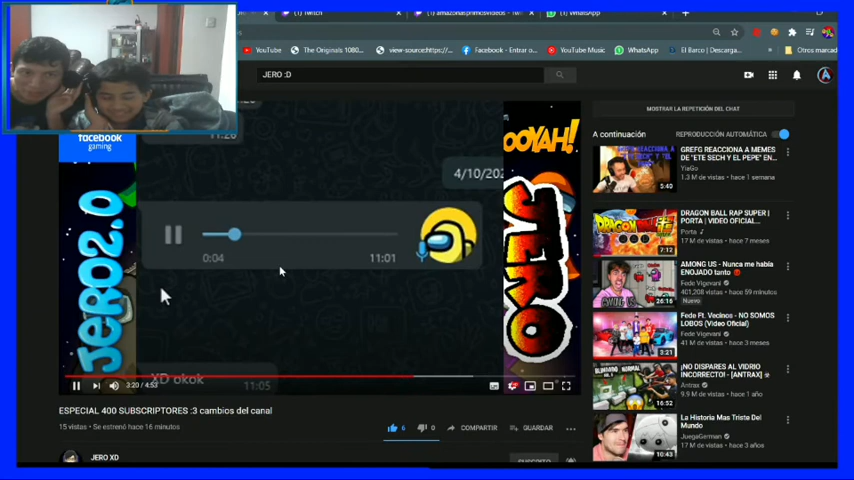 Twitch
amazonasprimosvideos - Twi
WhatsApp
YouTube
The Originals 1080...
view-source:https://...
Facebook - Entrar o...
YouTube Music
WhatsApp
El Barco | Descarga...
Otros marcad
JERO :D
MOSTRAR LA REPETICIÓN DEL CHAT
A continuación
REPRODUCCIÓN AUTOMÁTICA
facebook
gaming
11:20
OOYAH!
4/10/202
JERO2.0
JERO
0:04
11:01
XD okok
11:05
3:20 / 4:53
GREFG REACCIONA A MEMES
DE "ETE SECH Y EL PEPE" EN...
YiaGo
1.3 M de vistas • hace 1 semana
5:40
DRAGON BALL RAP SUPER |
PORTA | VIDEO OFICIAL...
Porta
17 M de vistas • hace 7 meses
7:12
AMONG US - Nunca me había
ENOJADO tanto
Fede Vigevani
401,208 vistas • hace 59 minutos
Nuevo
26:16
Fede Ft. Vecinos - NO SOMOS
LOBOS (Video Oficial)
Fede Vigevani
41 M de vistas • hace 3 meses
3:21
¡NO DISPARES AL VIDRIO
INCORRECTO! - [ANTRAX]
Antrax
9.9 M de vistas • hace 1 año
16:52
La Historia Mas Triste Del
Mundo
JuegaGerman
17 M de vistas • hace 3 años
10:43
ESPECIAL 400 SUBSCRIPTORES :3 cambios del canal
15 vistas • Se estrenó hace 16 minutos
6
0
COMPARTIR
GUARDAR
JERO XD
SUSCRITO